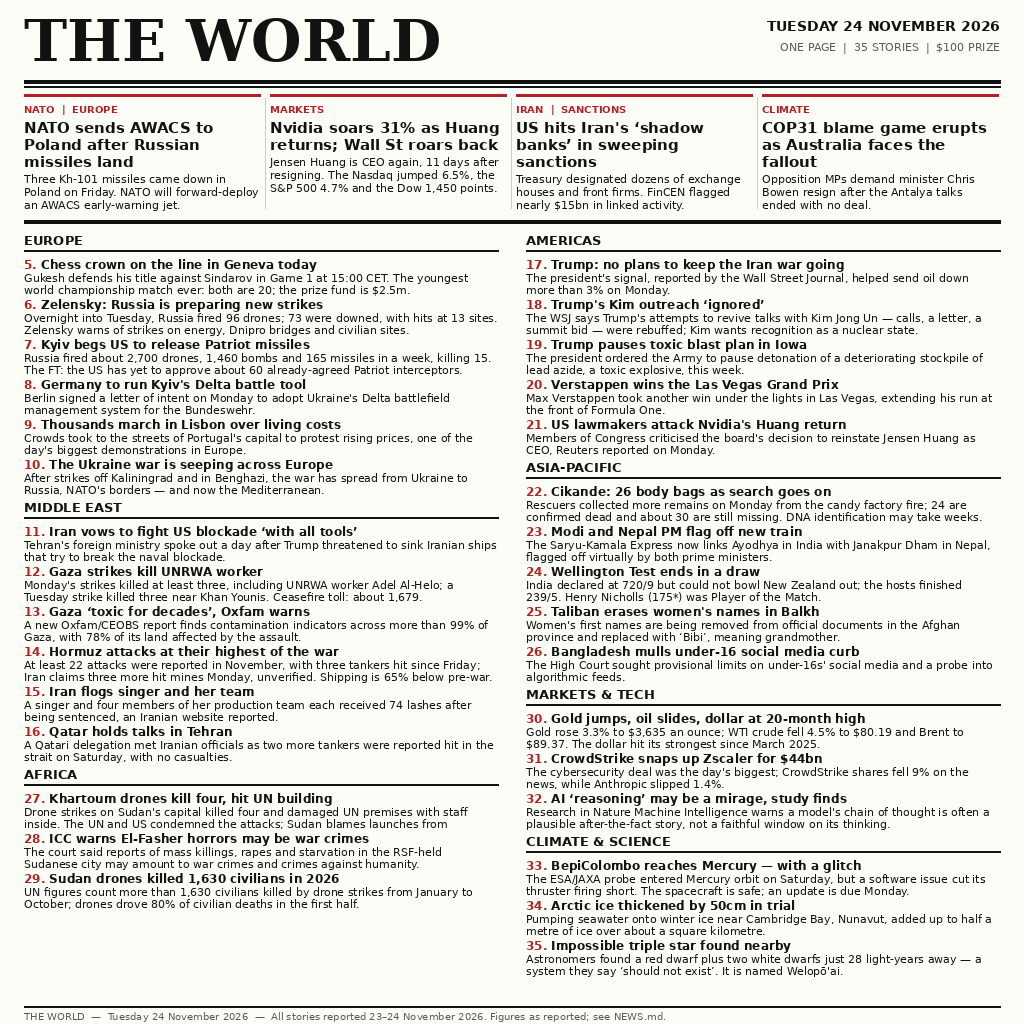 THE WORLD
TUESDAY 24 NOVEMBER 2026
ONE PAGE | 35 STORIES | $100 PRIZE
NATO | EUROPE
NATO sends AWACS to
Poland after Russian
missiles land
Three Kh-101 missiles came down in
Poland on Friday. NATO will forward-deploy
an AWACS early-warning jet.
MARKETS
Nvidia soars 31% as Huang
returns; Wall St roars back
Jensen Huang is CEO again, 11 days after
resigning. The Nasdaq jumped 6.5%, the
S&P 500 4.7% and the Dow 1,450 points.
IRAN | SANCTIONS
US hits Iran's ‘shadow
banks’ in sweeping
sanctions
Treasury designated dozens of exchange
houses and front firms. FinCEN flagged
nearly $15bn in linked activity.
CLIMATE
COP31 blame game erupts
as Australia faces the
fallout
Opposition MPs demand minister Chris
Bowen resign after the Antalya talks
ended with no deal.
EUROPE
5. Chess crown on the line in Geneva today
Gukesh defends his title against Sindarov in Game 1 at 15:00 CET. The youngest
world championship match ever: both are 20; the prize fund is $2.5m.
6. Zelensky: Russia is preparing new strikes
Overnight into Tuesday, Russia fired 96 drones; 73 were downed, with hits at 13 sites.
Zelensky warns of strikes on energy, Dnipro bridges and civilian sites.
7. Kyiv begs US to release Patriot missiles
Russia fired about 2,700 drones, 1,460 bombs and 165 missiles in a week, killing 15.
The FT: the US has yet to approve about 60 already-agreed Patriot interceptors.
8. Germany to run Kyiv's Delta battle tool
Berlin signed a letter of intent on Monday to adopt Ukraine's Delta battlefield
management system for the Bundeswehr.
9. Thousands march in Lisbon over living costs
Crowds took to the streets of Portugal's capital to protest rising prices, one of the
day's biggest demonstrations in Europe.
10. The Ukraine war is seeping across Europe
After strikes off Kaliningrad and in Benghazi, the war has spread from Ukraine to
Russia, NATO's borders — and now the Mediterranean.
MIDDLE EAST
11. Iran vows to fight US blockade ‘with all tools’
Tehran's foreign ministry spoke out a day after Trump threatened to sink Iranian ships
that try to break the naval blockade.
12. Gaza strikes kill UNRWA worker
Monday's strikes killed at least three, including UNRWA worker Adel Al-Helo; a
Tuesday strike killed three near Khan Younis. Ceasefire toll: about 1,679.
13. Gaza ‘toxic for decades’, Oxfam warns
A new Oxfam/CEOBS report finds contamination indicators across more than 99% of
Gaza, with 78% of its land affected by the assault.
14. Hormuz attacks at their highest of the war
At least 22 attacks were reported in November, with three tankers hit since Friday;
Iran claims three more hit mines Monday, unverified. Shipping is 65% below pre-war.
15. Iran flogs singer and her team
A singer and four members of her production team each received 74 lashes after
being sentenced, an Iranian website reported.
16. Qatar holds talks in Tehran
A Qatari delegation met Iranian officials as two more tankers were reported hit in the
strait on Saturday, with no casualties.
AFRICA
27. Khartoum drones kill four, hit UN building
Drone strikes on Sudan's capital killed four and damaged UN premises with staff
inside. The UN and US condemned the attacks; Sudan blames launches from
28. ICC warns El-Fasher horrors may be war crimes
The court said reports of mass killings, rapes and starvation in the RSF-held
Sudanese city may amount to war crimes and crimes against humanity.
29. Sudan drones killed 1,630 civilians in 2026
UN figures count more than 1,630 civilians killed by drone strikes from January to
October; drones drove 80% of civilian deaths in the first half.
AMERICAS
17. Trump: no plans to keep the Iran war going
The president's signal, reported by the Wall Street Journal, helped send oil down
more than 3% on Monday.
18. Trump's Kim outreach ‘ignored’
The WSJ says Trump's attempts to revive talks with Kim Jong Un — calls, a letter, a
summit bid — were rebuffed; Kim wants recognition as a nuclear state.
19. Trump pauses toxic blast plan in Iowa
The president ordered the Army to pause detonation of a deteriorating stockpile of
lead azide, a toxic explosive, this week.
20. Verstappen wins the Las Vegas Grand Prix
Max Verstappen took another win under the lights in Las Vegas, extending his run at
the front of Formula One.
21. US lawmakers attack Nvidia's Huang return
Members of Congress criticised the board's decision to reinstate Jensen Huang as
CEO, Reuters reported on Monday.
ASIA-PACIFIC
22. Cikande: 26 body bags as search goes on
Rescuers collected more remains on Monday from the candy factory fire; 24 are
confirmed dead and about 30 are still missing. DNA identification may take weeks.
23. Modi and Nepal PM flag off new train
The Saryu-Kamala Express now links Ayodhya in India with Janakpur Dham in Nepal,
flagged off virtually by both prime ministers.
24. Wellington Test ends in a draw
India declared at 720/9 but could not bowl New Zealand out; the hosts finished
239/5. Henry Nicholls (175*) was Player of the Match.
25. Taliban erases women's names in Balkh
Women's first names are being removed from official documents in the Afghan
province and replaced with ‘Bibi’, meaning grandmother.
26. Bangladesh mulls under-16 social media curb
The High Court sought provisional limits on under-16s' social media and a probe into
algorithmic feeds.
MARKETS & TECH
30. Gold jumps, oil slides, dollar at 20-month high
Gold rose 3.3% to $3,635 an ounce; WTI crude fell 4.5% to $80.19 and Brent to
$89.37. The dollar hit its strongest since March 2025.
31. CrowdStrike snaps up Zscaler for $44bn
The cybersecurity deal was the day's biggest; CrowdStrike shares fell 9% on the
news, while Anthropic slipped 1.4%.
32. AI ‘reasoning’ may be a mirage, study finds
Research in Nature Machine Intelligence warns a model's chain of thought is often a
plausible after-the-fact story, not a faithful window on its thinking.
CLIMATE & SCIENCE
33. BepiColombo reaches Mercury — with a glitch
The ESA/JAXA probe entered Mercury orbit on Saturday, but a software issue cut its
thruster firing short. The spacecraft is safe; an update is due Monday.
34. Arctic ice thickened by 50cm in trial
Pumping seawater onto winter ice near Cambridge Bay, Nunavut, added up to half a
metre of ice over about a square kilometre.
35. Impossible triple star found nearby
Astronomers found a red dwarf plus two white dwarfs just 28 light-years away — a
system they say ‘should not exist’. It is named Welopō'ai.
THE WORLD — Tuesday 24 November 2026 — All stories reported 23–24 November 2026. Figures as reported; see NEWS.md.